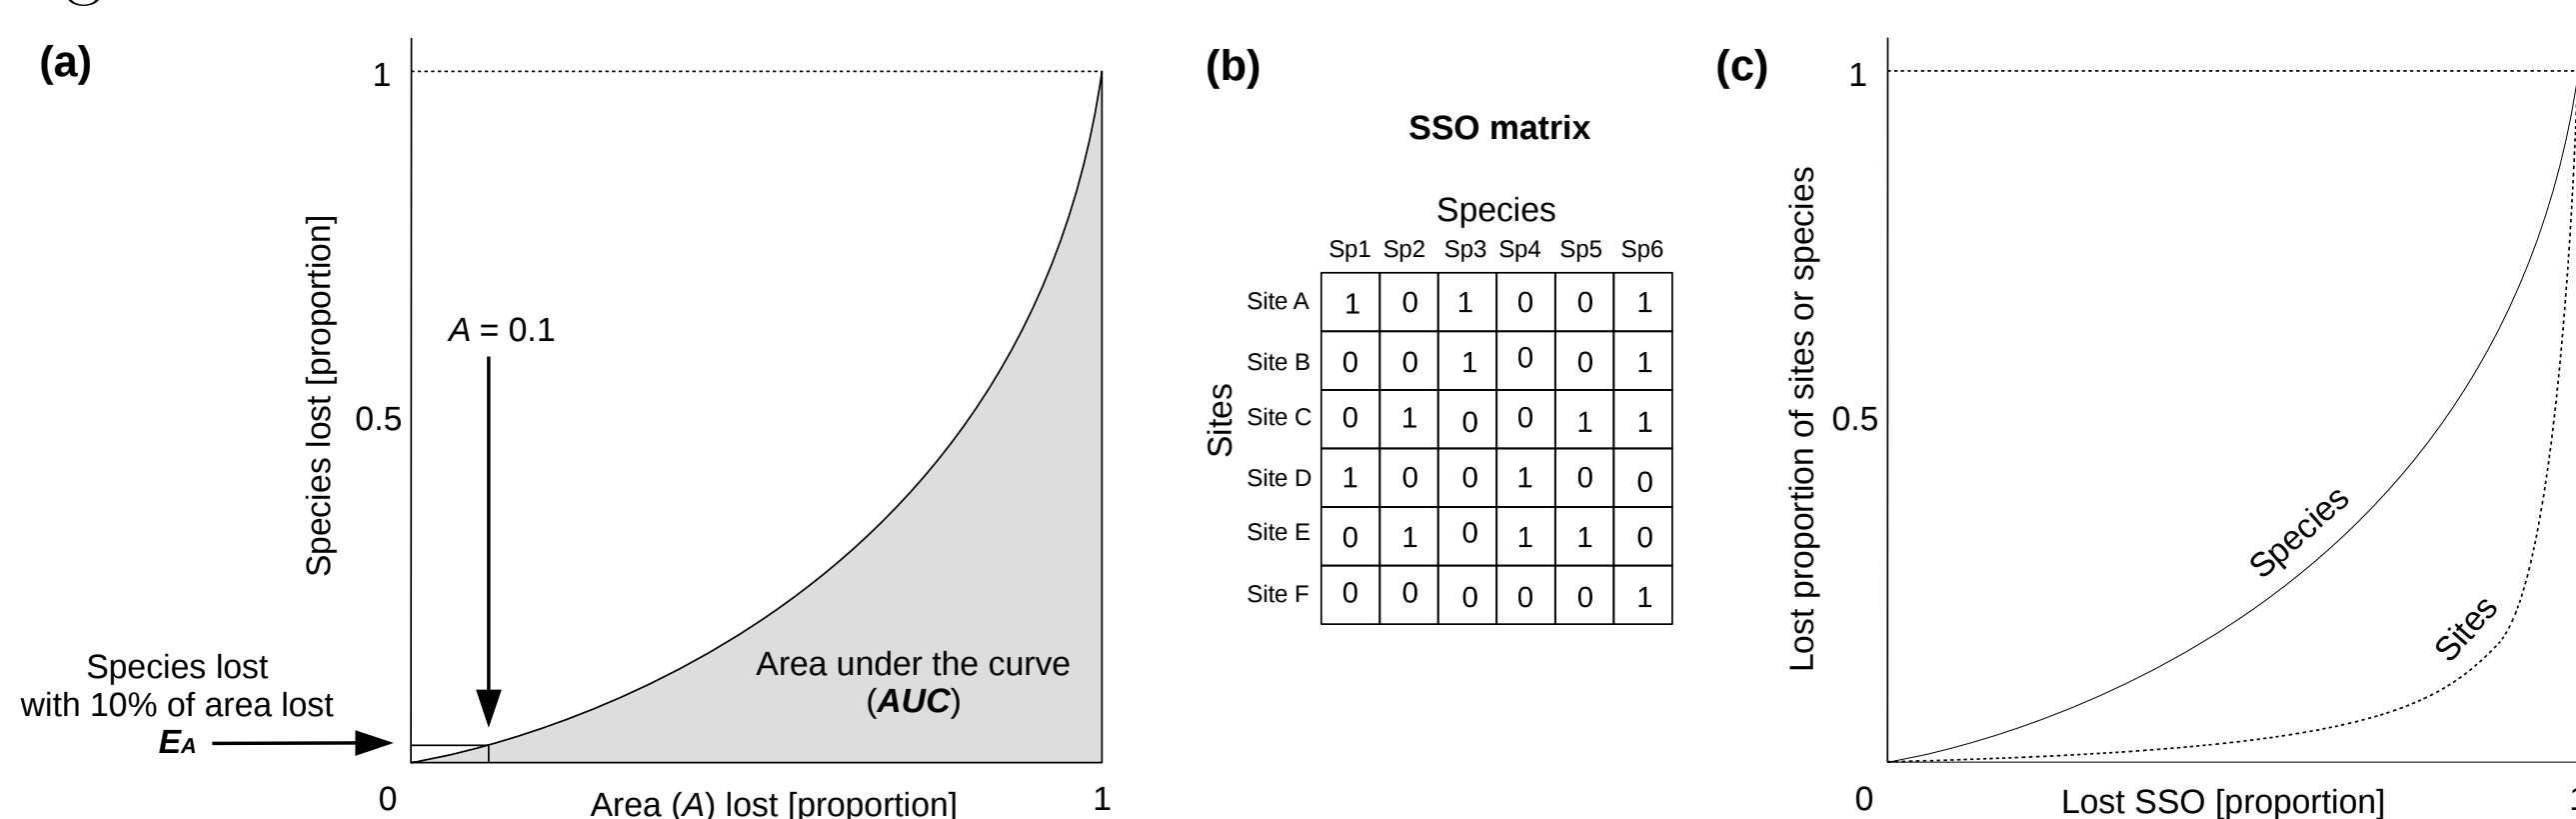 (a)
1
Species lost [proportion]
0.5
A = 0.1
Species lost
with 10% of area lost
EA
Area under the curve
(AUC)
0
Area (A) lost [proportion]
1
(b)
SSO matrix
Species
Sp1 Sp2 Sp3 Sp4 Sp5 Sp6
Sites
Site A 1 0 1 0 0 1
Site B 0 0 1 0 0 1
Site C 0 1 0 0 1 1
Site D 1 0 0 1 0 0
Site E 0 1 0 1 1 0
Site F 0 0 0 0 0 1
(c)
1
Lost proportion of sites or species
0.5
Species
Sites
0
Lost SSO [proportion]